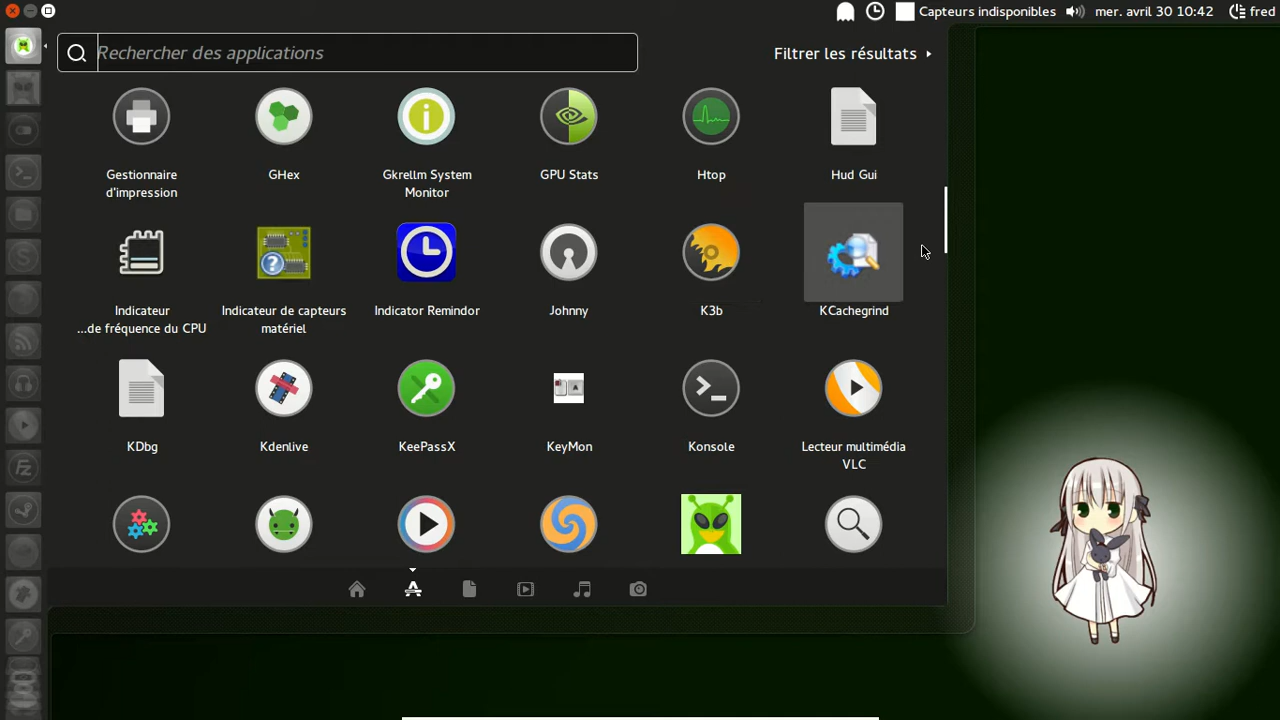 Capteurs indisponibles
mer. avril 30 10:42
fred
Rechercher des applications
Filtrer les résultats
Gestionnaire
d'impression
GHex
Gkrellm System
Monitor
GPU Stats
Htop
Hud Gui
Indicateur
...de fréquence du CPU
Indicateur de capteurs
matériel
Indicator Remindor
Johnny
K3b
KCachegrind
KDbg
Kdenlive
KeePassX
KeyMon
Konsole
Lecteur multimédia
VLC